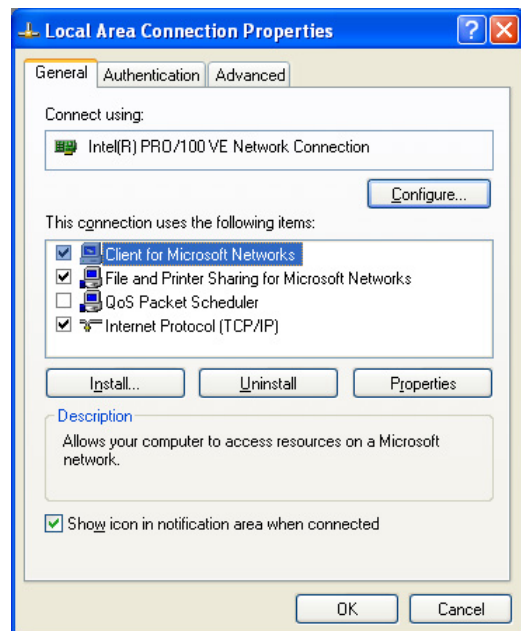 Local Area Connection Properties
General Authentication Advanced
Connect using:
Intel(R) PRO/100 VE Network Connection
Configure...
This connection uses the following items:
Client for Microsoft Networks
File and Printer Sharing for Microsoft Networks
QoS Packet Scheduler
Internet Protocol (TCP/IP)
Install... Uninstall Properties
Description
Allows your computer to access resources on a Microsoft
network.
Show icon in notification area when connected
OK Cancel